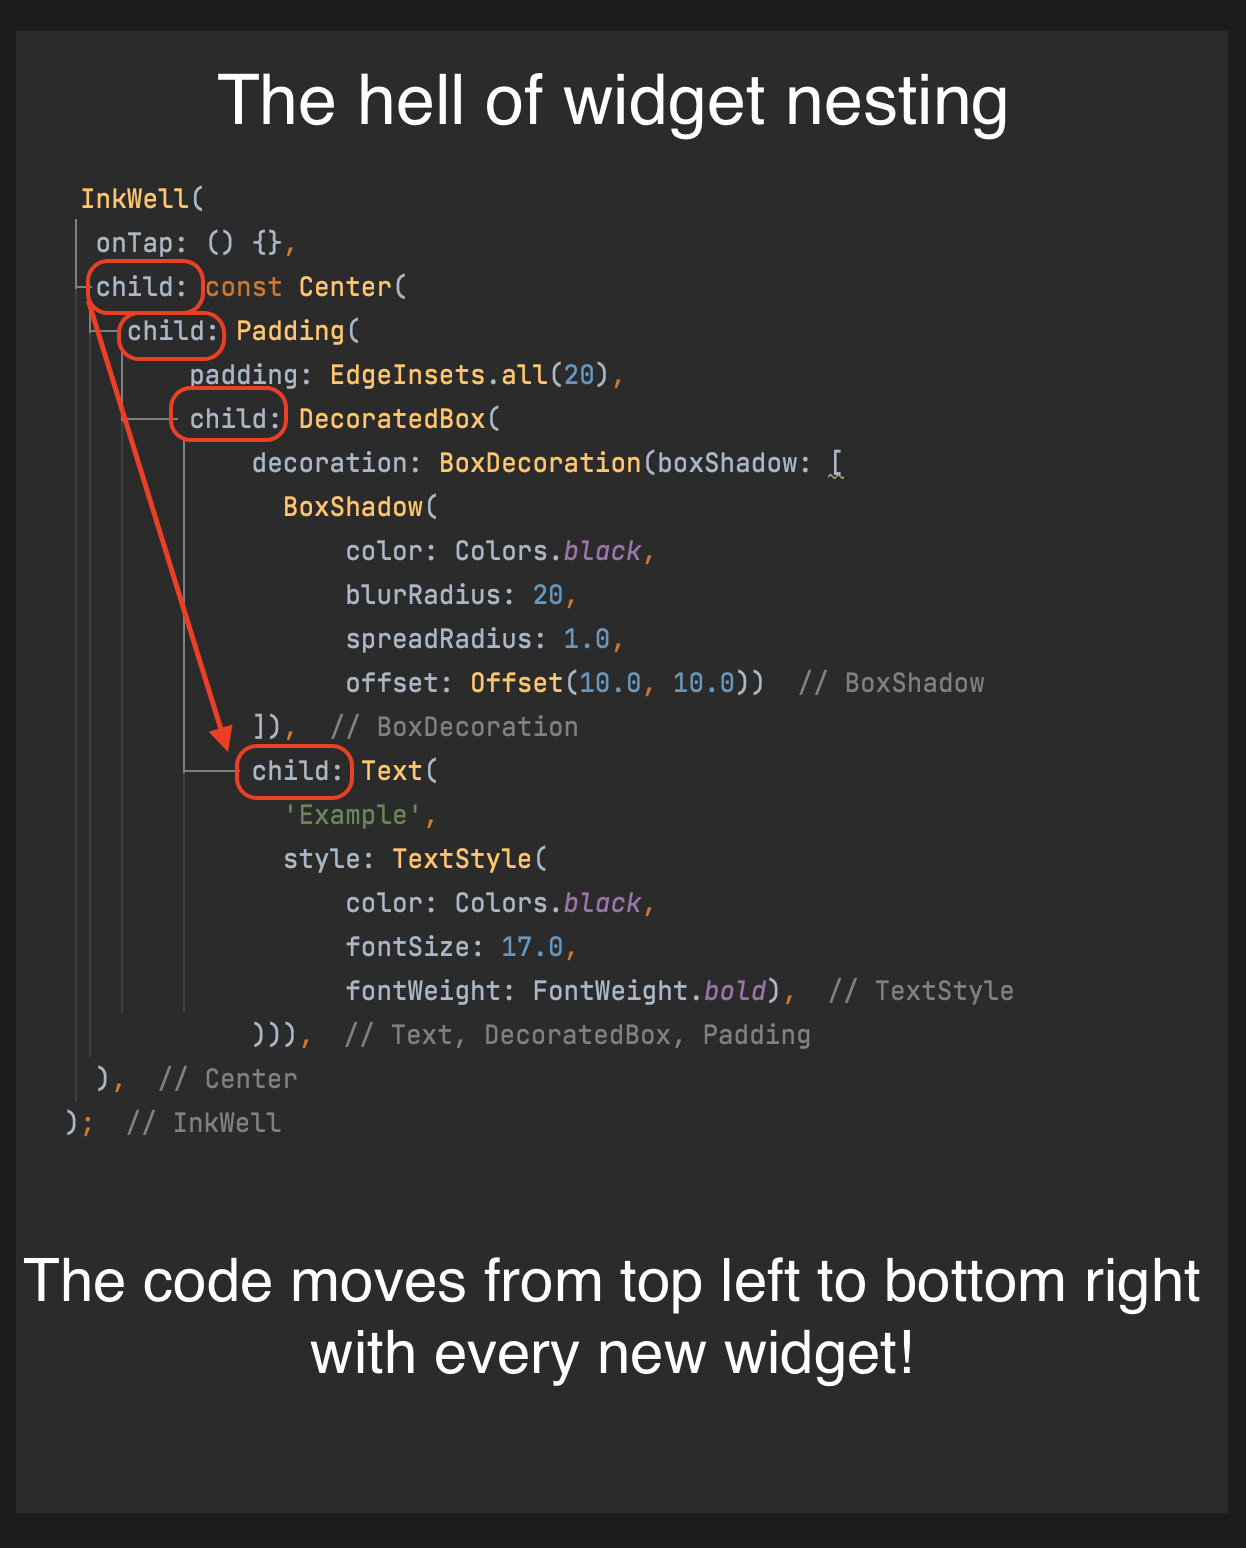 The hell of widget nesting
InkWell(
onTap: () {},
child: const Center(
child: Padding(
padding: EdgeInsets.all(20),
child: DecoratedBox(
decoration: BoxDecoration(boxShadow: [
BoxShadow(
color: Colors.black,
blurRadius: 20,
spreadRadius: 1.0,
offset: Offset(10.0, 10.0)) // BoxShadow
]), // BoxDecoration
child: Text(
'Example',
style: TextStyle(
color: Colors.black,
fontSize: 17.0,
fontWeight: FontWeight.bold), // TextStyle
))), // Text, DecoratedBox, Padding
), // Center
); // InkWell
The code moves from top left to bottom right
with every new widget!